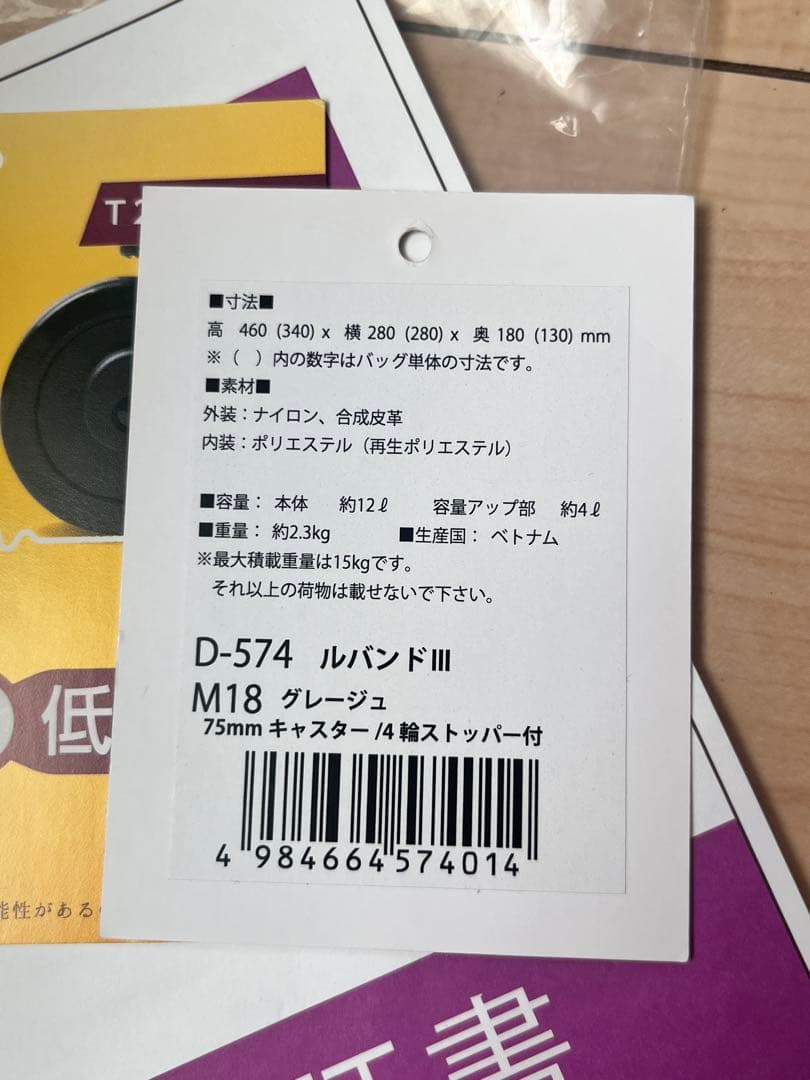 T2
■寸法■
高 460 (340) x 横 280 (280) x 奥 180 (130) mm
※（ ）内の数字はバッグ単体の寸法です。
■素材■
外装：ナイロン、合成皮革
内装：ポリエステル（再生ポリエステル）
■容量： 本体 約12ℓ 容量アップ部 約4ℓ
■重量： 約2.3kg ■生産国： ベトナム
※最大積載重量は15kgです。
それ以上の荷物は載せないで下さい。
D-574 ルバンドⅢ
M18 グレージュ
75mm キャスター /4 輪ストッパー付
4 984664 574014
低
能性がある
書